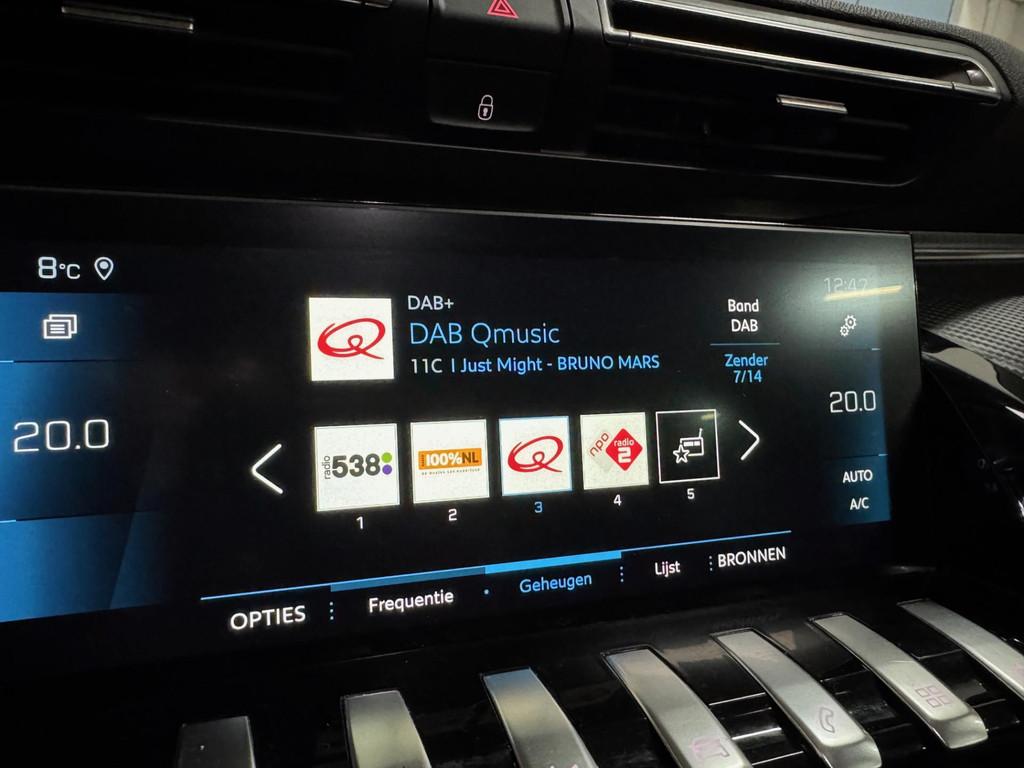 8°C
12:47
DAB+
DAB Qmusic
11C | Just Might - BRUNO MARS
Band
DAB
Zender
7/14
20.0
20.0
radio 538
100%NL
npo radio 2
1
2
3
4
5
AUTO
A/C
OPTIES
Frequentie
Geheugen
Lijst
BRONNEN